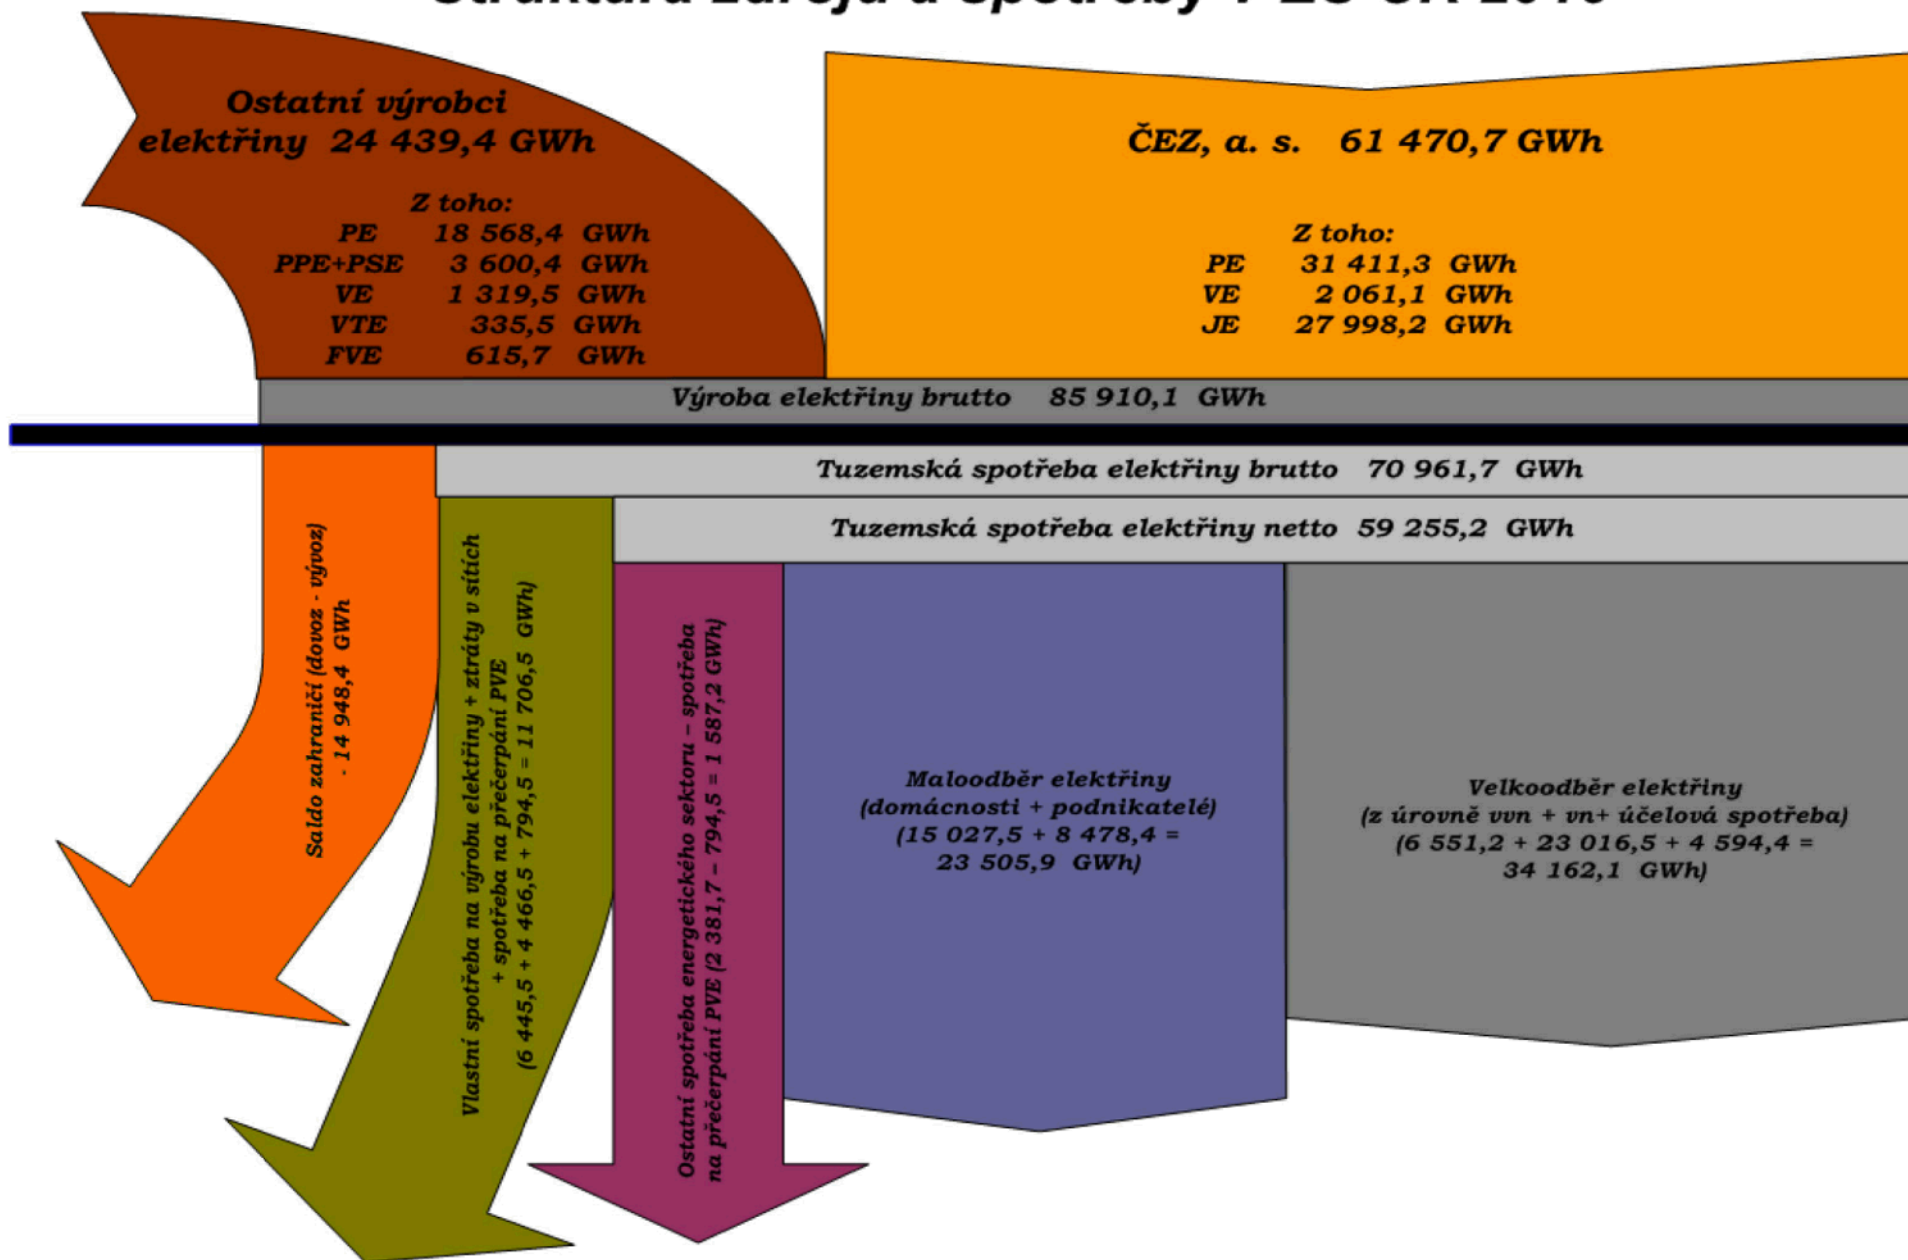 Ostatní výrobci
elektřiny 24 439,4 GWh
Z toho:
PE 18 568,4 GWh
PPE+PSE 3 600,4 GWh
VE 1 319,5 GWh
VTE 335,5 GWh
FVE 615,7 GWh
ČEZ, a. s. 61 470,7 GWh
Z toho:
PE 31 411,3 GWh
VE 2 061,1 GWh
JE 27 998,2 GWh
Výroba elektřiny brutto 85 910,1 GWh
Tuzemská spotřeba elektřiny brutto 70 961,7 GWh
Tuzemská spotřeba elektřiny netto 59 255,2 GWh
Saldo zahraničí (dovoz - vývoz)
- 14 948,4 GWh
Vlastní spotřeba na výrobu elektřiny + ztráty v sítích
+ spotřeba na přečerpání PVE
(6 445,5 + 4 466,5 + 794,5 = 11 706,5 GWh)
Ostatní spotřeba energetického sektoru – spotřeba
na přečerpání PVE (2 381,7 – 794,5 = 1 587,2 GWh)
Maloodběr elektřiny
(domácnosti + podnikatelé)
(15 027,5 + 8 478,4 =
23 505,9 GWh)
Velkoodběr elektřiny
(z úrovně vvn + vn+ účelová spotřeba)
(6 551,2 + 23 016,5 + 4 594,4 =
34 162,1 GWh)